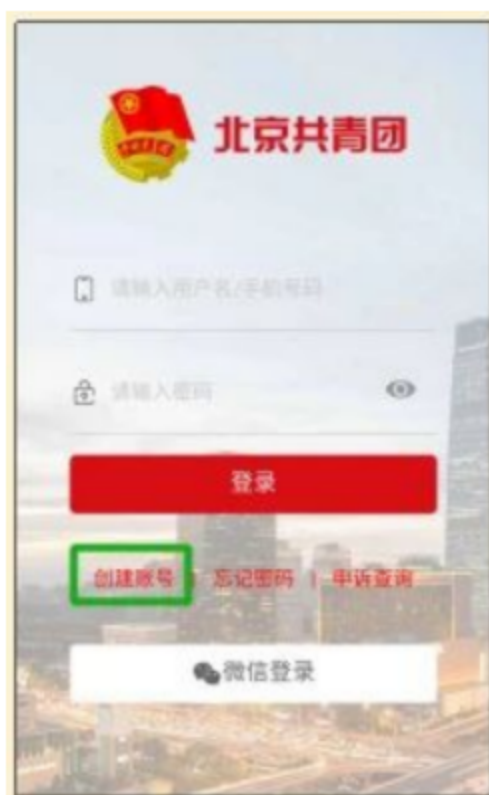 北京共青团
请输入用户名/手机号码
请输入密码
登录
创建账号 | 忘记密码 | 申诉查询
微信登录